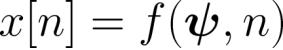 x[n] = f(𝝍, n)